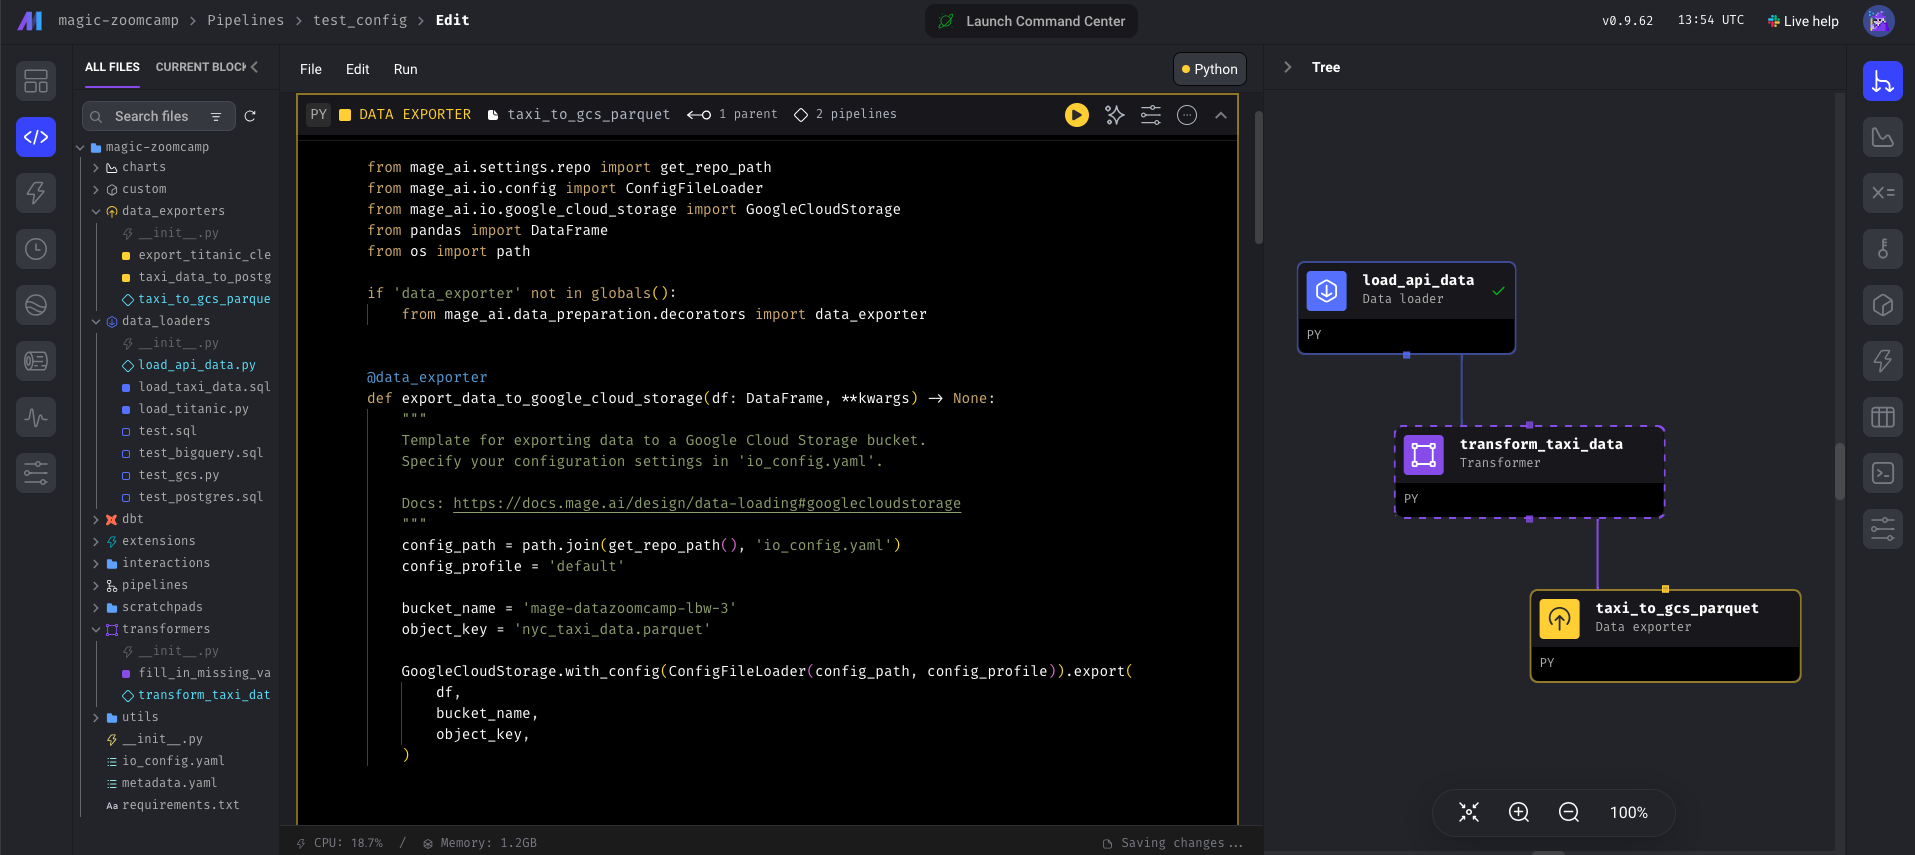 magic-zoomcamp > Pipelines > test_config > Edit
Launch Command Center
v0.9.62
13:54 UTC
Live help
ALL FILES
CURRENT BLOCK
Search files
magic-zoomcamp
charts
custom
data_exporters
__init__.py
export_titanic_cle
taxi_data_to_postg
taxi_to_gcs_parque
data_loaders
__init__.py
load_api_data.py
load_taxi_data.sql
load_titanic.py
test.sql
test_bigquery.sql
test_gcs.py
test_postgres.sql
dbt
extensions
interactions
pipelines
scratchpads
transformers
__init__.py
fill_in_missing_va
transform_taxi_dat
utils
__init__.py
io_config.yaml
metadata.yaml
Aa requirements.txt
File Edit Run
Python
PY DATA EXPORTER taxi_to_gcs_parquet 1 parent 2 pipelines
from mage_ai.settings.repo import get_repo_path
from mage_ai.io.config import ConfigFileLoader
from mage_ai.io.google_cloud_storage import GoogleCloudStorage
from pandas import DataFrame
from os import path
if 'data_exporter' not in globals():
from mage_ai.data_preparation.decorators import data_exporter
@data_exporter
def export_data_to_google_cloud_storage(df: DataFrame, **kwargs) -> None:
"""
Template for exporting data to a Google Cloud Storage bucket.
Specify your configuration settings in 'io_config.yaml'.
Docs: https://docs.mage.ai/design/data-loading#googlecloudstorage
"""
config_path = path.join(get_repo_path(), 'io_config.yaml')
config_profile = 'default'
bucket_name = 'mage-datazoomcamp-lbw-3'
object_key = 'nyc_taxi_data.parquet'
GoogleCloudStorage.with_config(ConfigFileLoader(config_path, config_profile)).export(
df,
bucket_name,
object_key,
)
CPU: 18.7% / Memory: 1.2GB
Saving changes...
Tree
load_api_data
Data loader
PY
transform_taxi_data
Transformer
PY
taxi_to_gcs_parquet
Data exporter
PY
100%